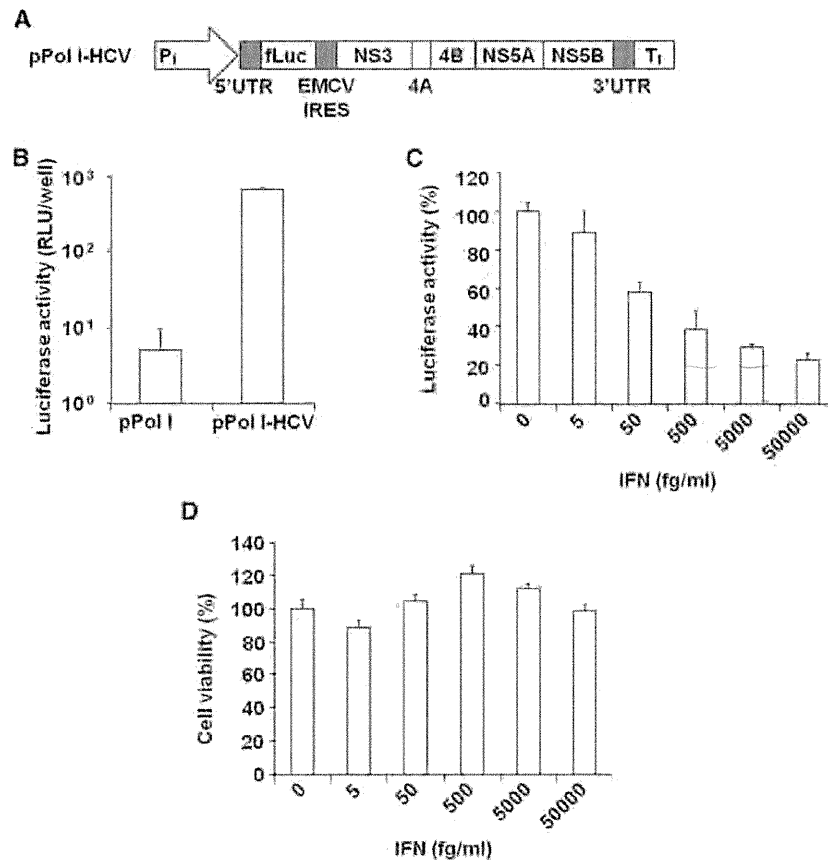 A
pPol I-HCV
P_I
fLuc
NS3
4B
NS5A
NS5B
T_I
5'UTR
EMCV
IRES
4A
3'UTR
B
Luciferase activity (RLU/well)
10³
10²
10¹
10⁰
pPol I
pPol I-HCV
C
Luciferase activity (%)
120
100
80
60
40
20
0
0
5
50
500
5000
50000
IFN (fg/ml)
D
Cell viability (%)
140
120
100
80
60
40
20
0
0
5
50
500
5000
50000
IFN (fg/ml)